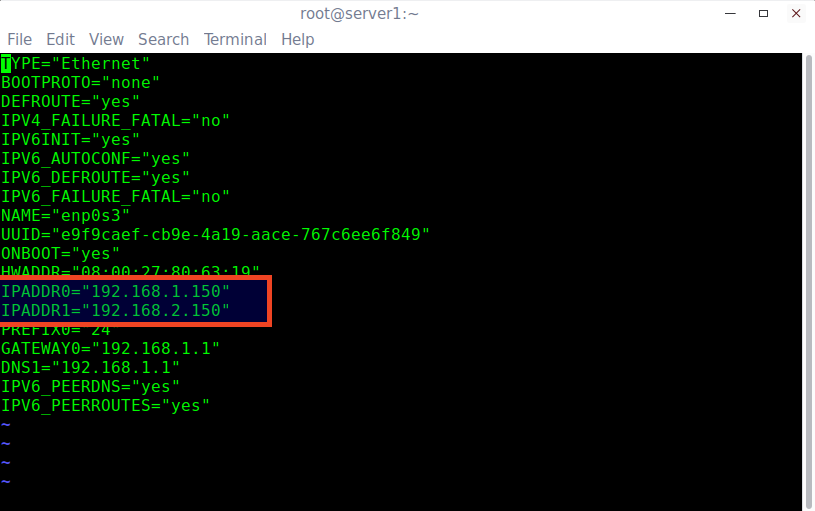 root@server1:~
File Edit View Search Terminal Help
TYPE="Ethernet"
BOOTPROTO="none"
DEFROUTE="yes"
IPV4_FAILURE_FATAL="no"
IPV6INIT="yes"
IPV6_AUTOCONF="yes"
IPV6_DEFROUTE="yes"
IPV6_FAILURE_FATAL="no"
NAME="enp0s3"
UUID="e9f9caef-cb9e-4a19-aace-767c6ee6f849"
ONBOOT="yes"
HWADDR="08:00:27:80:63:19"
IPADDR0="192.168.1.150"
IPADDR1="192.168.2.150"
PREFIX0="24"
GATEWAY0="192.168.1.1"
DNS1="192.168.1.1"
IPV6_PEERDNS="yes"
IPV6_PEERROUTES="yes"
~
~
~
~